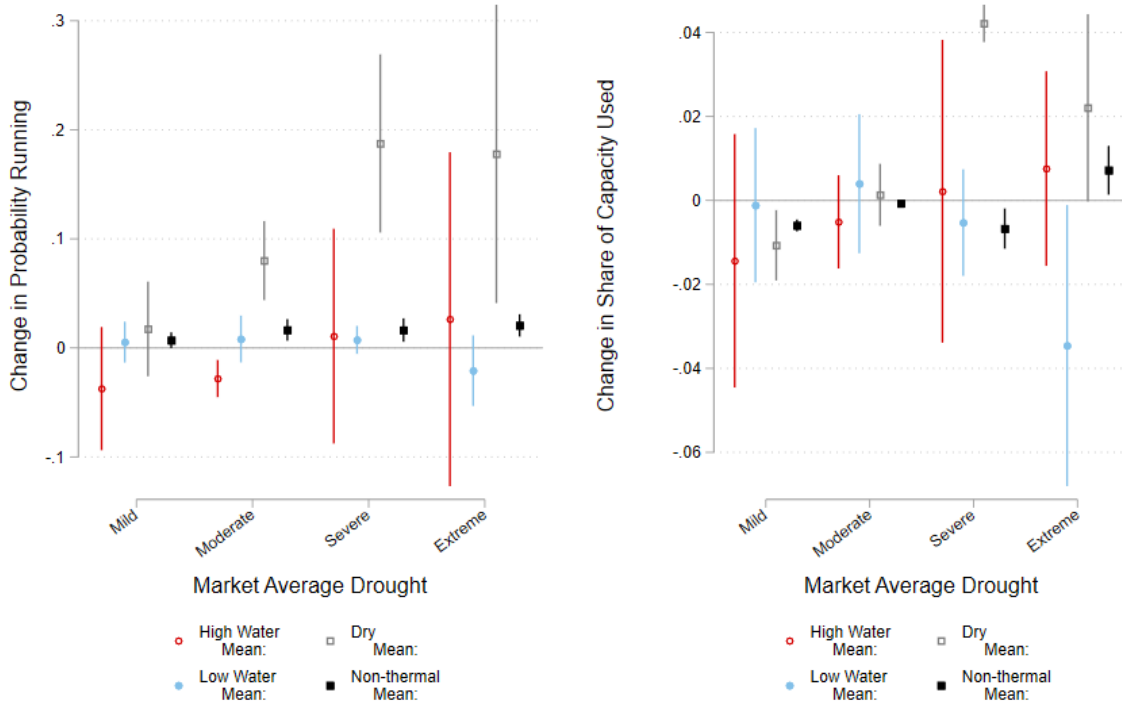 Change in Probability Running
.3
.2
.1
0
-.1
Mild
Moderate
Severe
Extreme
Market Average Drought
High Water
Mean:
Dry
Mean:
Low Water
Mean:
Non-thermal
Mean:
Change in Share of Capacity Used
.04
.02
0
-.02
-.04
-.06
Mild
Moderate
Severe
Extreme
Market Average Drought
High Water
Mean:
Dry
Mean:
Low Water
Mean:
Non-thermal
Mean: